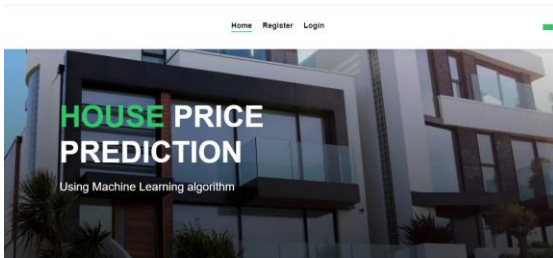 Home Register Login
HOUSE PRICE
PREDICTION
Using Machine Learning algorithm